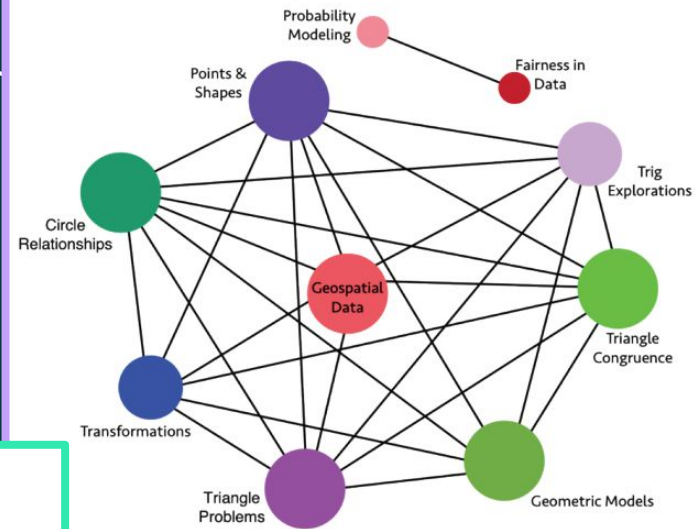 Probability
Modeling
Fairness in
Data
Points &
Shapes
Trig
Explorations
Circle
Relationships
Geospatial
Data
Triangle
Congruence
Transformations
Triangle
Problems
Geometric Models